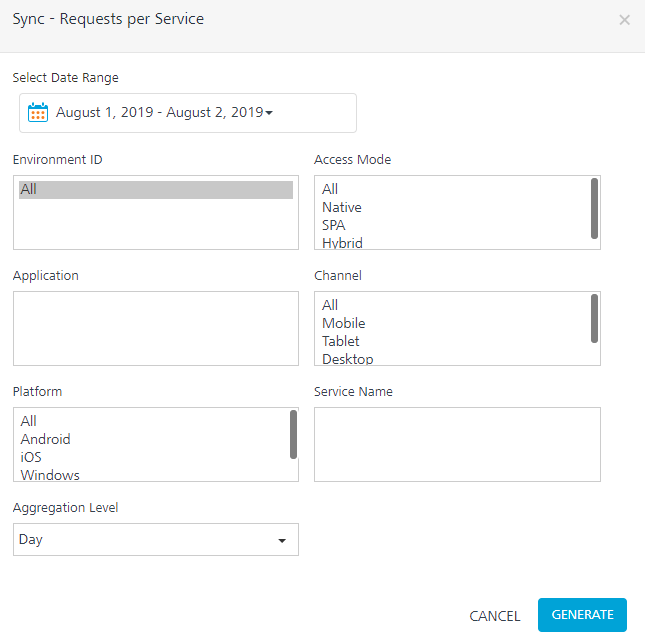 Sync - Requests per Service
Select Date Range
August 1, 2019 - August 2, 2019
Environment ID
All
Access Mode
All
Native
SPA
Hybrid
Application
Channel
All
Mobile
Tablet
Desktop
Platform
All
Android
iOS
Windows
Service Name
Aggregation Level
Day
CANCEL GENERATE